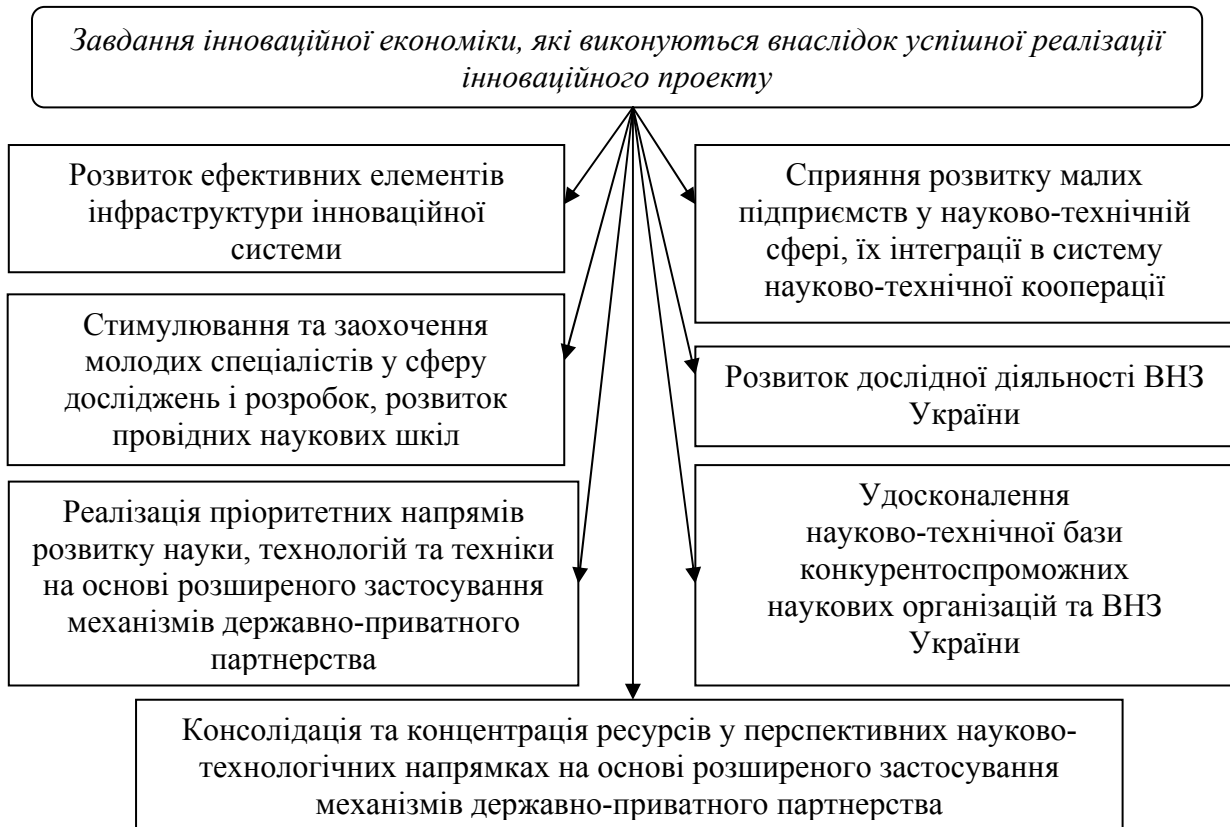 Завдання інноваційної економіки, які виконуються внаслідок успішної реалізації
інноваційного проекту
Розвиток ефективних елементів
інфраструктури інноваційної
системи
Сприяння розвитку малих
підприємств у науково-технічній
сфері, їх інтеграції в систему
науково-технічної кооперації
Стимулювання та заохочення
молодих спеціалістів у сферу
досліджень і розробок, розвиток
провідних наукових шкіл
Розвиток дослідної діяльності ВНЗ
України
Реалізація пріоритетних напрямів
розвитку науки, технологій та техніки
на основі розширеного застосування
механізмів державно-приватного
партнерства
Удосконалення
науково-технічної бази
конкурентоспроможних
наукових організацій та ВНЗ
України
Консолідація та концентрація ресурсів у перспективних науково-
технологічних напрямках на основі розширеного застосування
механізмів державно-приватного партнерства